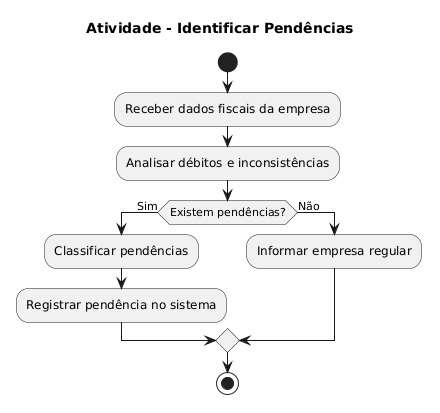 Atividade - Identificar Pendências
Receber dados fiscais da empresa
Analisar débitos e inconsistências
Sim
Existem pendências?
Não
Classificar pendências
Informar empresa regular
Registrar pendência no sistema